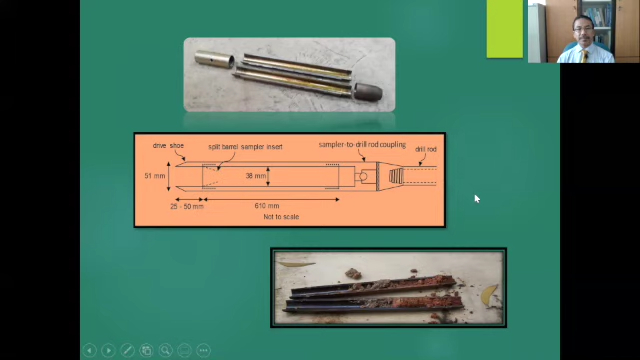 drive shoe
split barrel sampler insert
sampler-to-drill rod coupling
drill rod
51 mm
38 mm
25 - 50 mm
610 mm
Not to scale